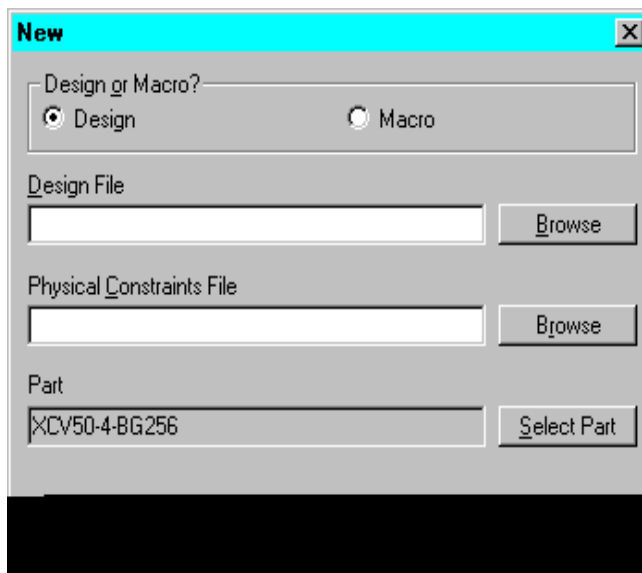 New
Design or Macro?
Design Macro
Design File
Browse
Physical Constraints File
Browse
Part
XCV50-4-BG256 Select Part